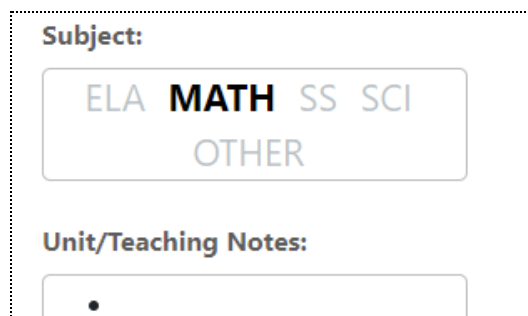 Subject:
ELA MATH SS SCI
OTHER
Unit/Teaching Notes:
•